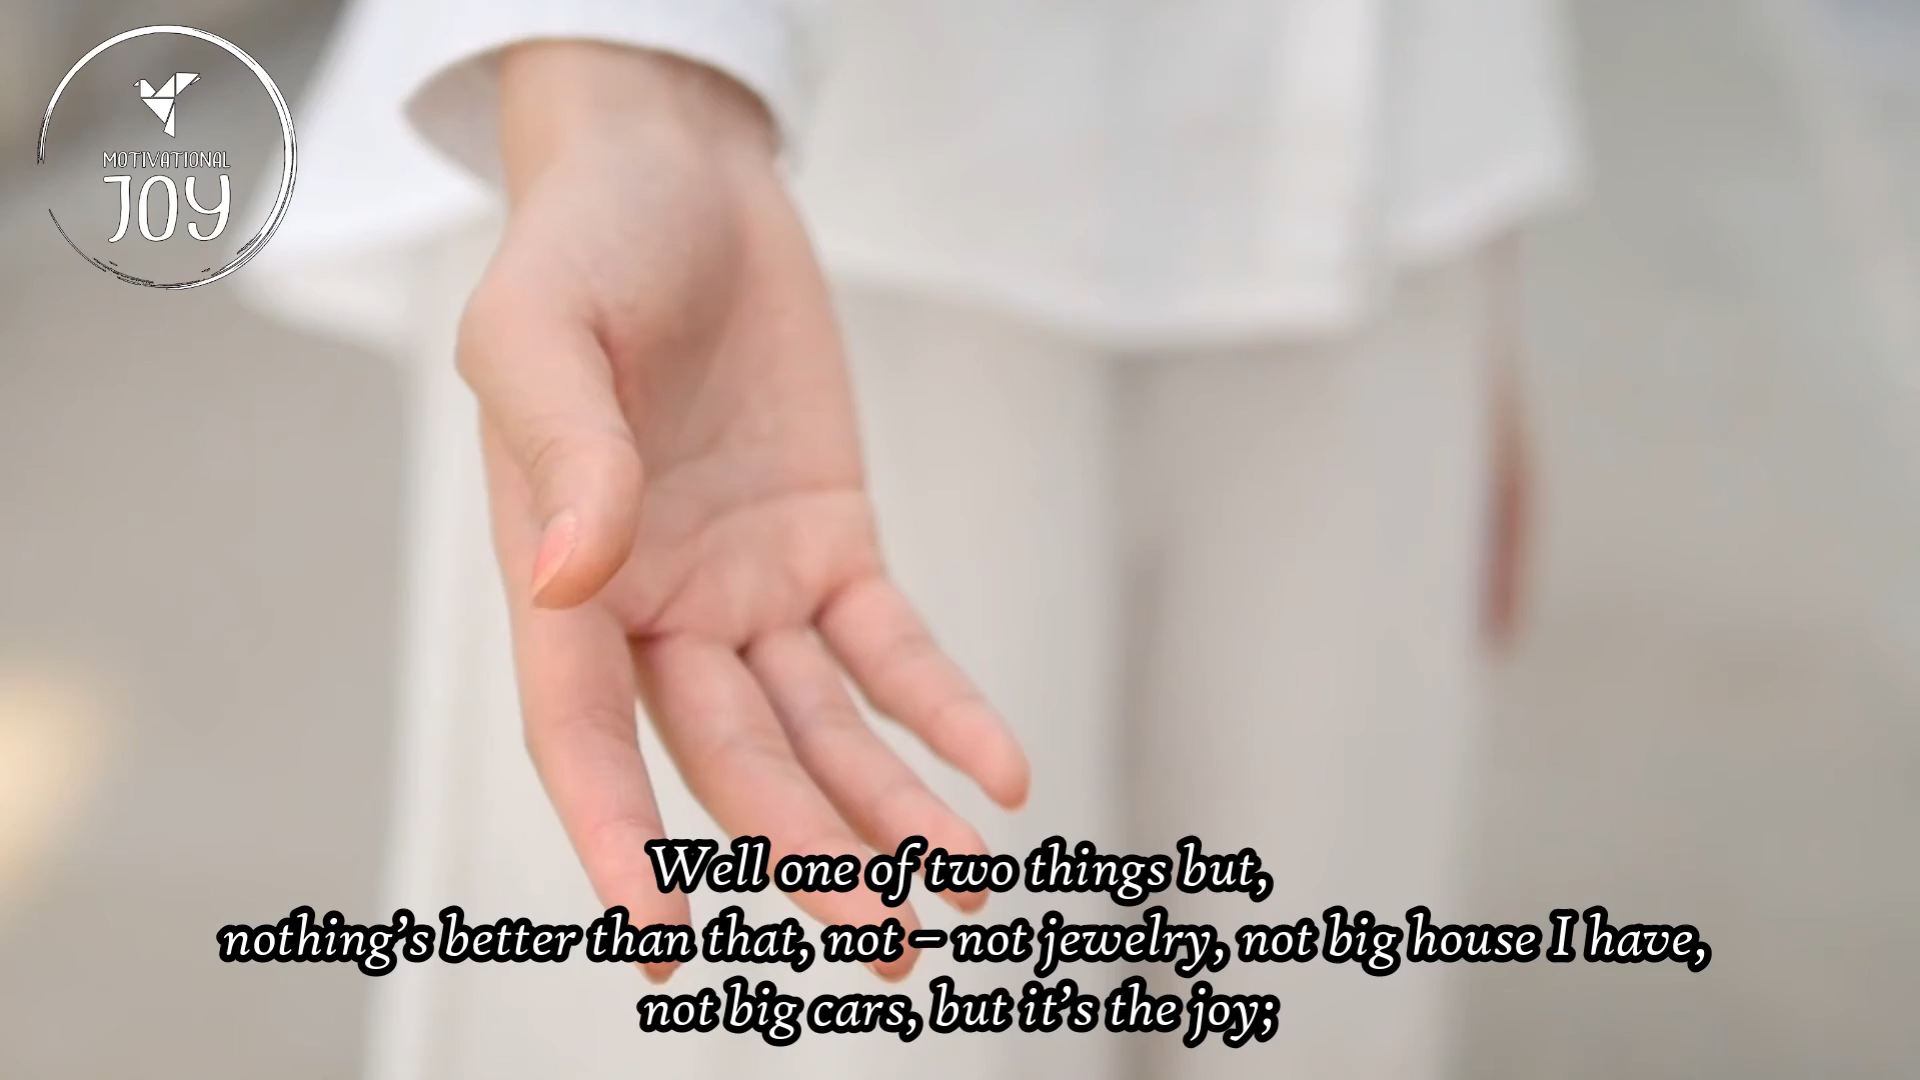 MOTIVATIONAL
JOY
Well one of two things but,
nothing's better than that, not – not jewelry, not big house I have,
not big cars, but it's the joy;